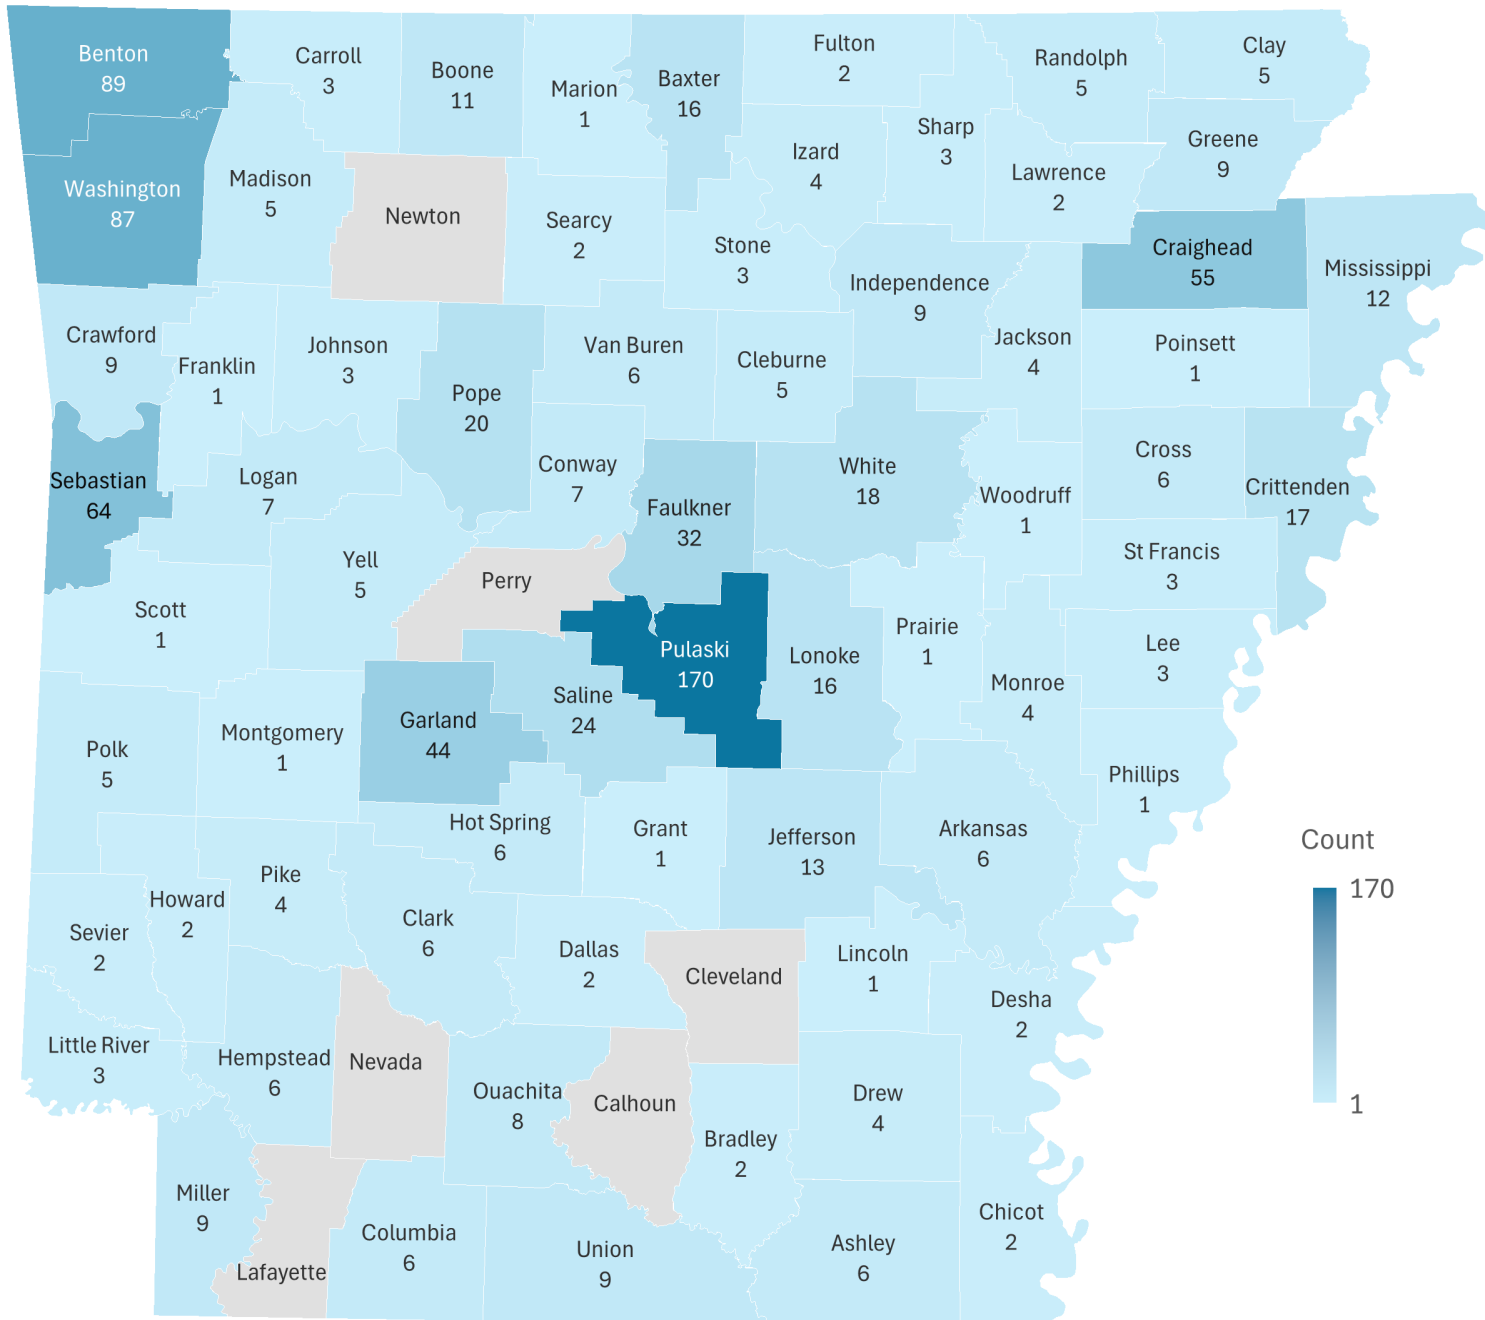 Benton
89
Carroll
3
Boone
11
Marion
1
Baxter
16
Fulton
2
Randolph
5
Clay
5
Sharp
3
Izard
4
Greene
9
Lawrence
2
Washington
87
Madison
5
Newton
Searcy
2
Stone
3
Independence
9
Craighead
55
Mississippi
12
Crawford
9
Franklin
1
Johnson
3
Pope
20
Van Buren
6
Cleburne
5
Jackson
4
Poinsett
1
Sebastian
64
Logan
7
Conway
7
Faulkner
32
White
18
Woodruff
1
Cross
6
Crittenden
17
Yell
5
Perry
St Francis
3
Scott
1
Pulaski
170
Lonoke
16
Prairie
1
Lee
3
Monroe
4
Garland
44
Saline
24
Polk
5
Montgomery
1
Phillips
1
Hot Spring
6
Grant
1
Jefferson
13
Arkansas
6
Count
170
1
Pike
4
Howard
2
Sevier
2
Clark
6
Dallas
2
Cleveland
Lincoln
1
Desha
2
Little River
3
Hempstead
6
Nevada
Ouachita
8
Calhoun
Bradley
2
Drew
4
Miller
9
Lafayette
Columbia
6
Union
9
Ashley
6
Chicot
2